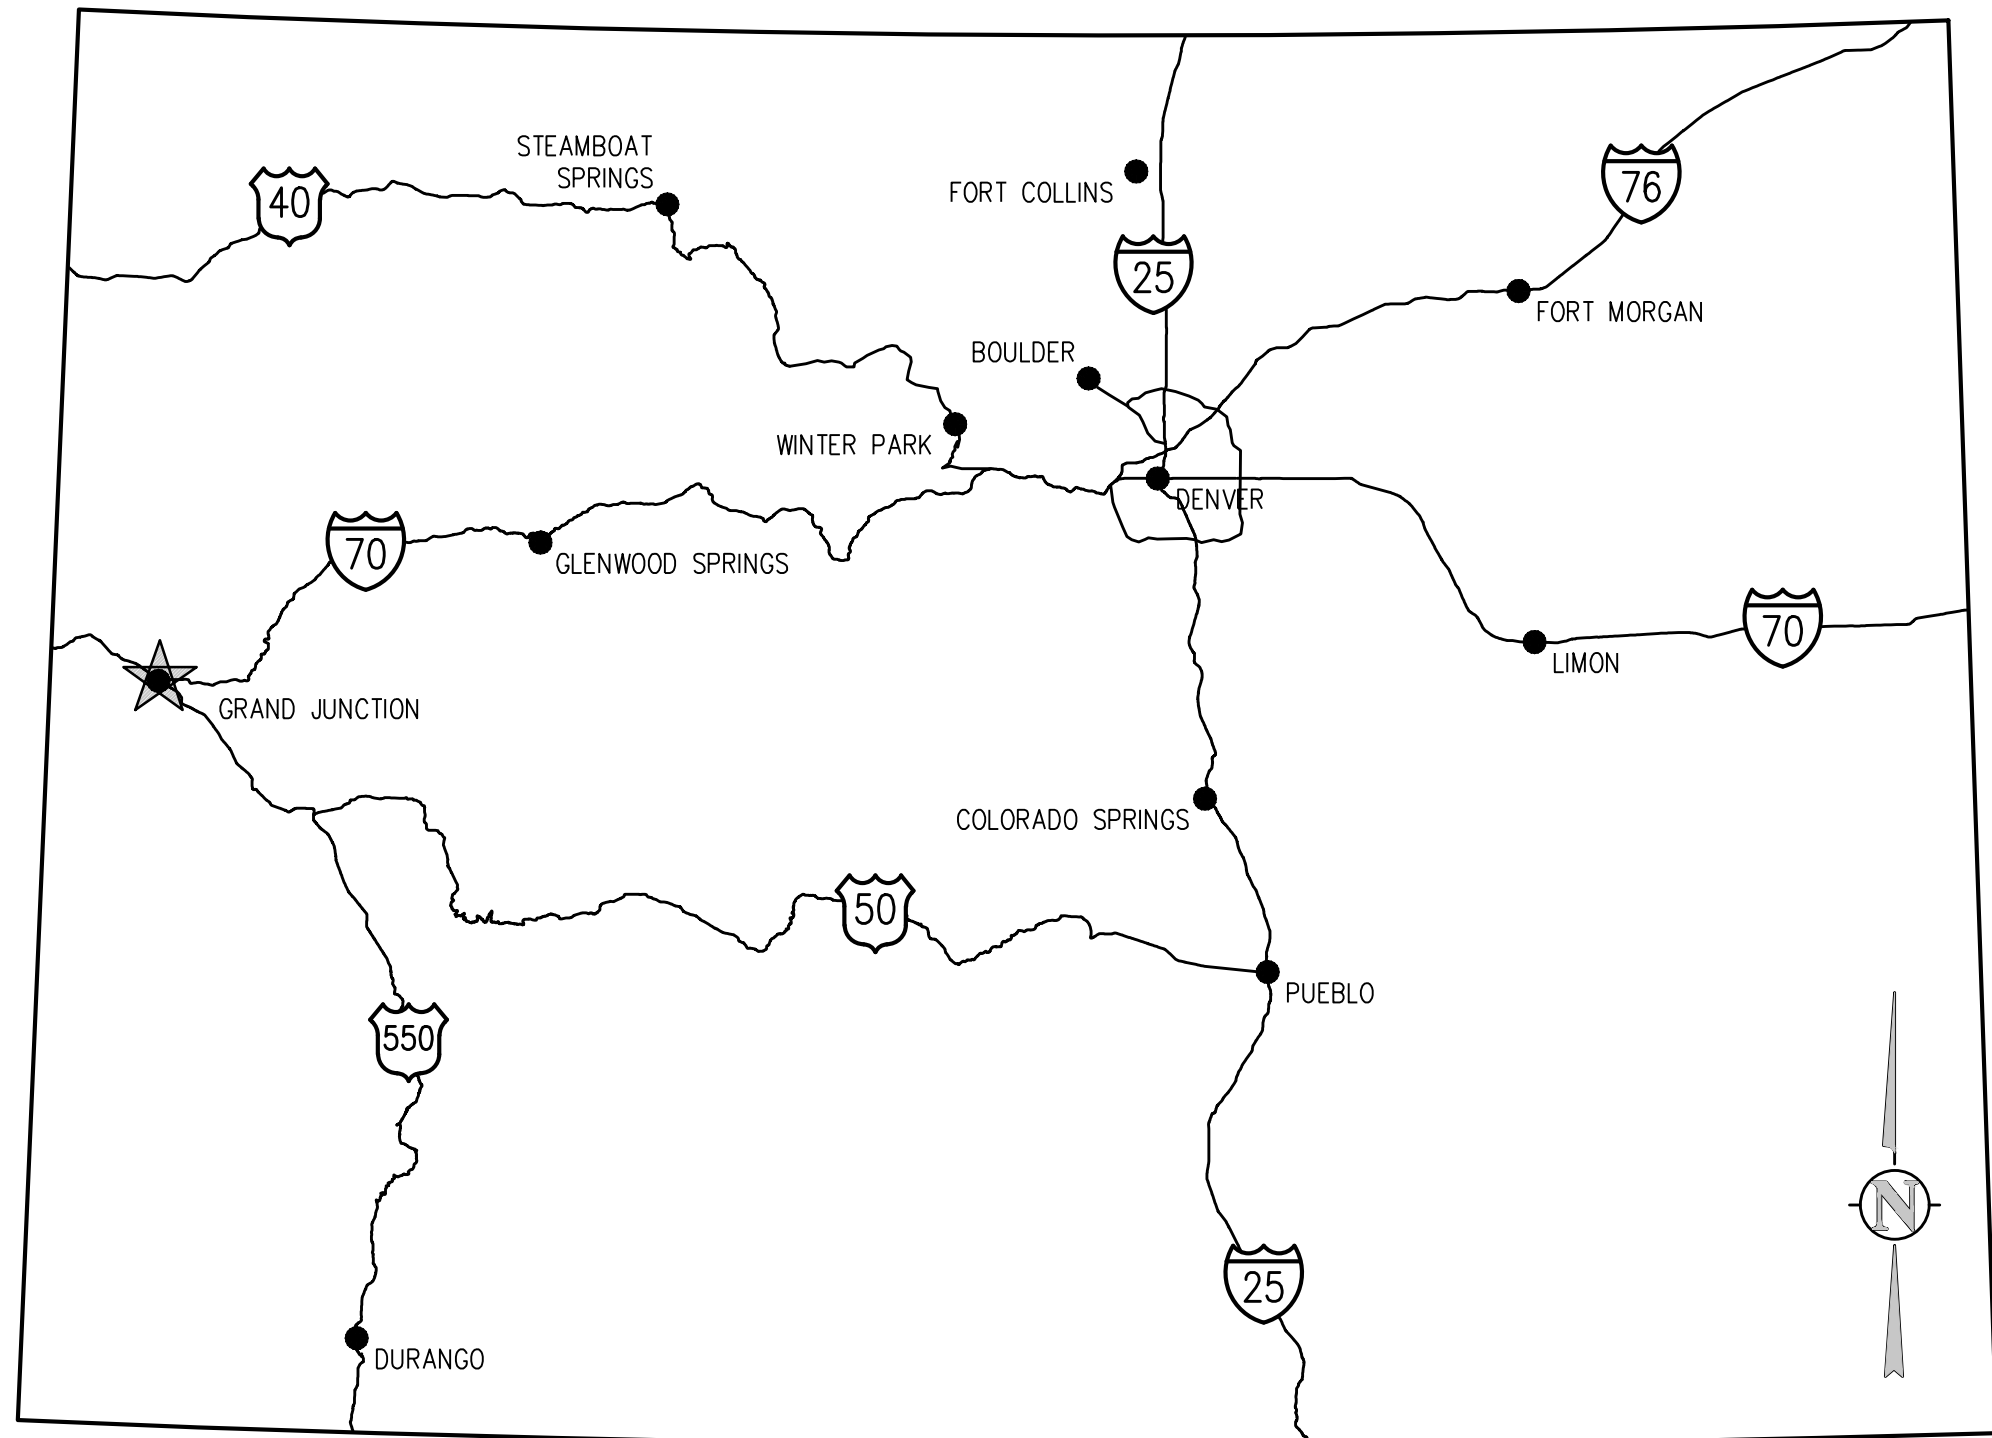 STEAMBOAT
SPRINGS
40
FORT COLLINS
76
25
FORT MORGAN
BOULDER
WINTER PARK
DENVER
70
GLENWOOD SPRINGS
70
LIMON
GRAND JUNCTION
COLORADO SPRINGS
50
PUEBLO
550
N
25
DURANGO